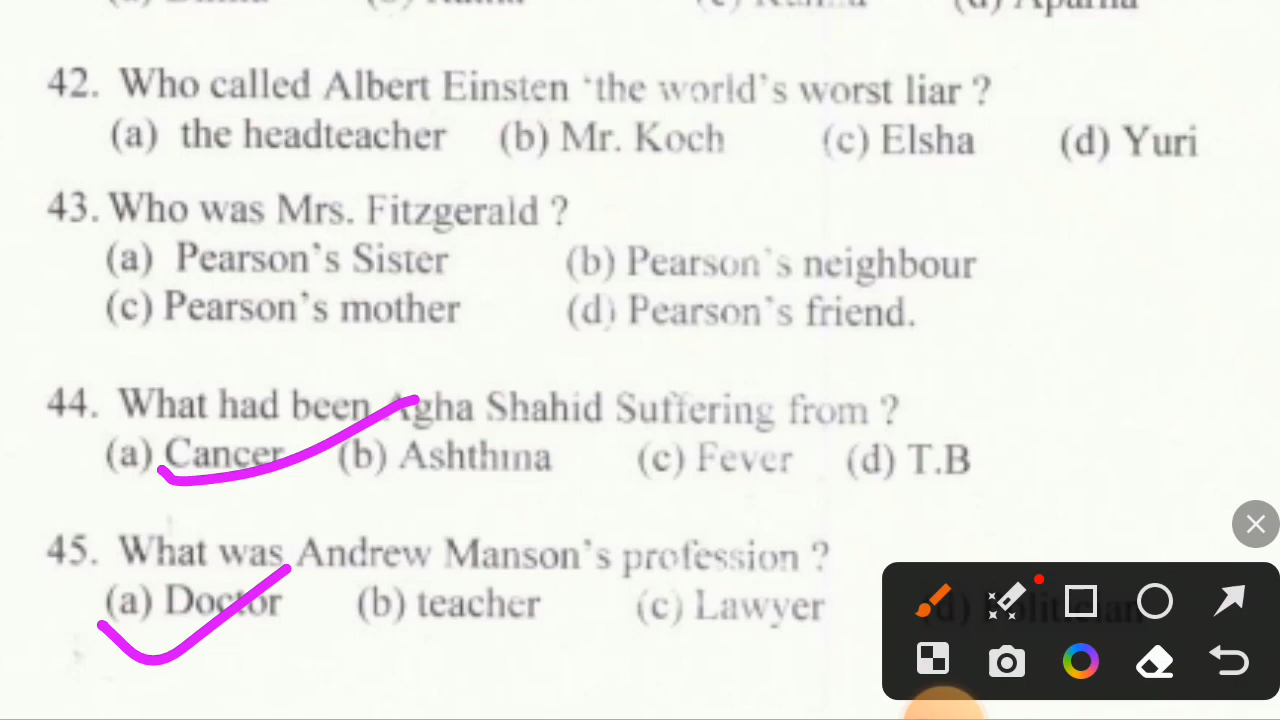 42. Who called Albert Einsten 'the world's worst liar ?
(a) the headteacher (b) Mr. Koch (c) Elsha (d) Yuri
43. Who was Mrs. Fitzgerald ?
(a) Pearson's Sister (b) Pearson's neighbour
(c) Pearson's mother (d) Pearson's friend.
44. What had been Agha Shahid Suffering from ?
(a) Cancer (b) Ashthma (c) Fever (d) T.B
45. What was Andrew Manson's profession ?
(a) Doctor (b) teacher (c) Lawyer (d) Politician